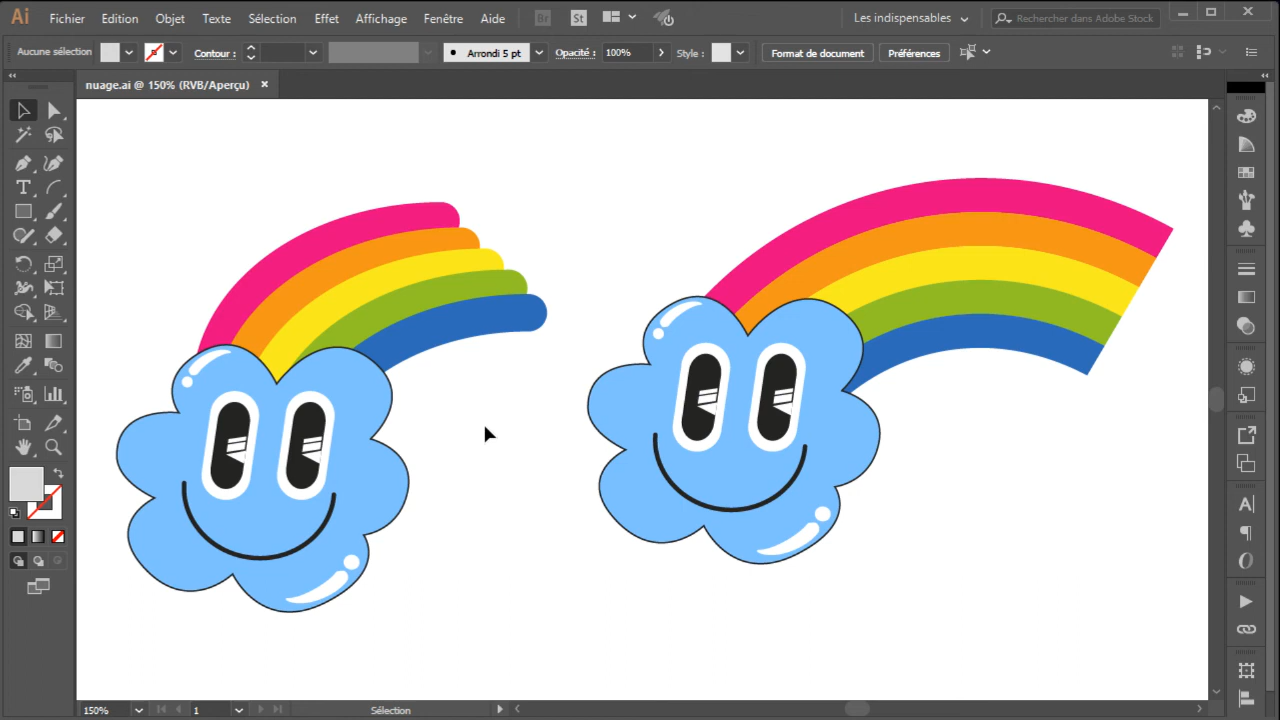 Ai Fichier Edition Objet Texte Sélection Effet Affichage Fenêtre Aide Br St Les indispensables Rechercher dans Adobe Stock
Aucune sélection Contour : Arrondi 5 pt Opacité : 100% Style : Format de document Préférences
nuage.ai @ 150% (RVB/Aperçu) ×
150% 1 Sélection